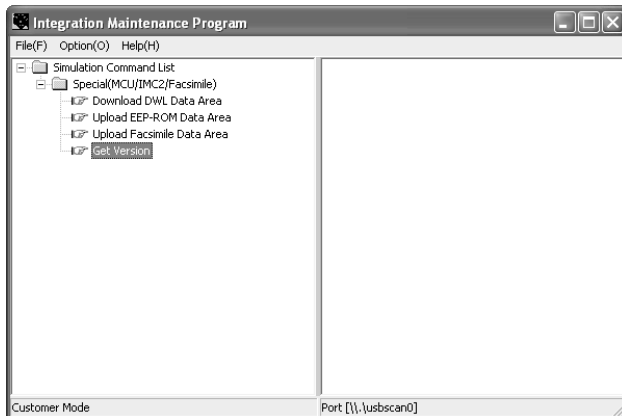 Integration Maintenance Program
File(F) Option(O) Help(H)
Simulation Command List
Special(MCU/IMC2/Facsimile)
Download DWL Data Area
Upload EEP-ROM Data Area
Upload Facsimile Data Area
Get Version
Customer Mode
Port [\\.\usbscan0]